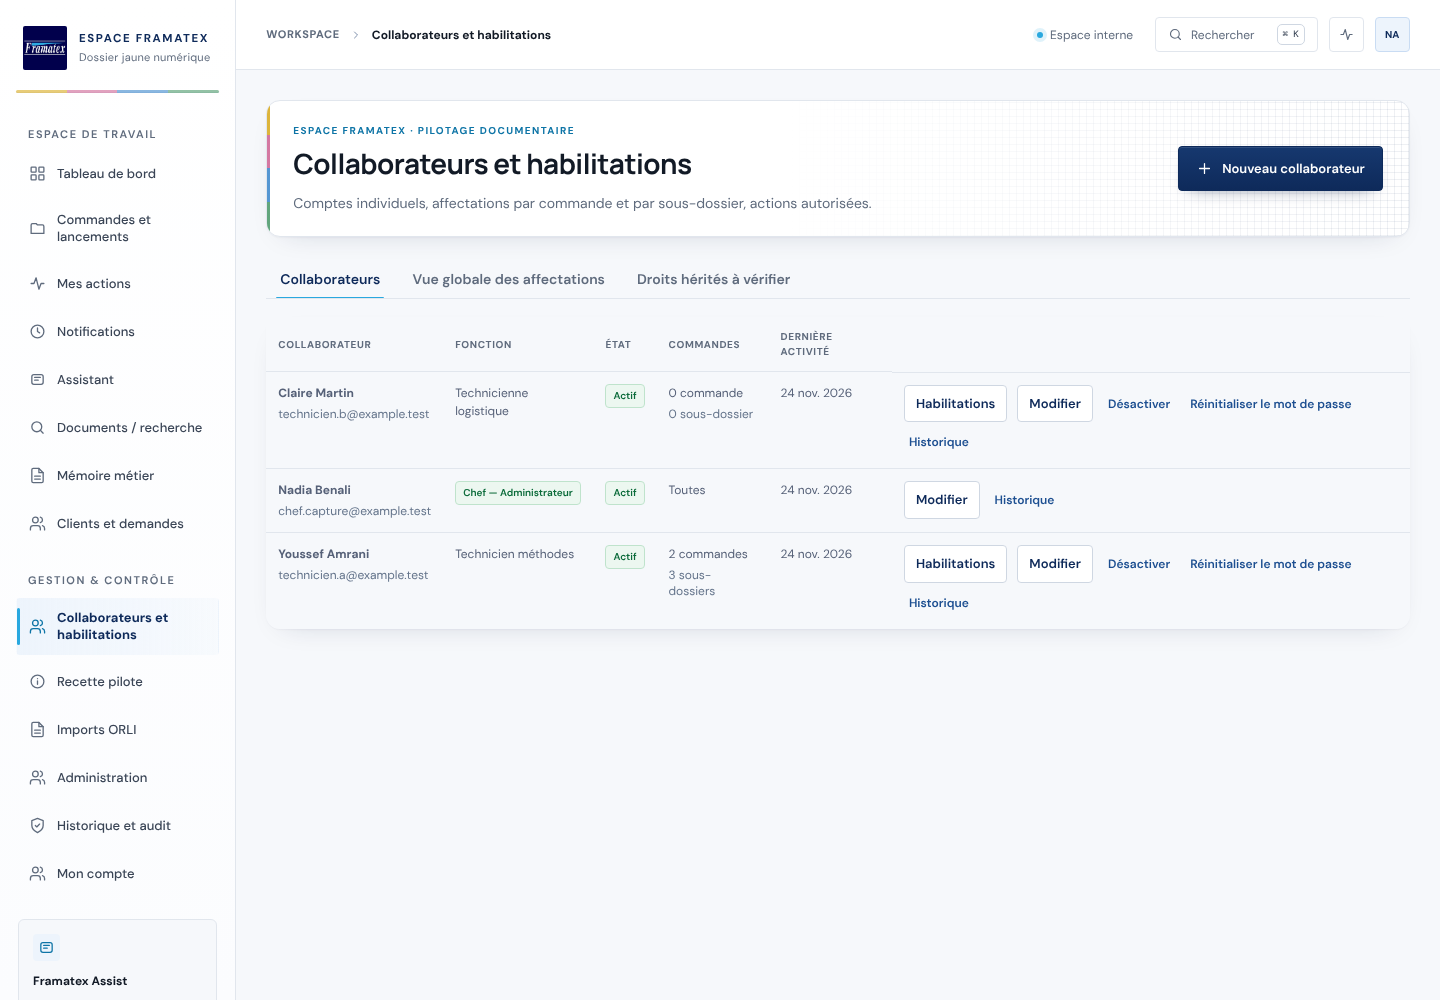 Framatex
ESPACE FRAMATEX
Dossier jaune numérique
ESPACE DE TRAVAIL
Tableau de bord
Commandes et
lancements
Mes actions
Notifications
Assistant
Documents / recherche
Mémoire métier
Clients et demandes
GESTION & CONTRÔLE
Collaborateurs et
habilitations
Recette pilote
Imports ORLI
Administration
Historique et audit
Mon compte
Framatex Assist
WORKSPACE
Collaborateurs et habilitations
Espace interne
Rechercher
⌘ K
NA
ESPACE FRAMATEX · PILOTAGE DOCUMENTAIRE
Collaborateurs et habilitations
Comptes individuels, affectations par commande et par sous-dossier, actions autorisées.
Nouveau collaborateur
Collaborateurs
Vue globale des affectations
Droits hérités à vérifier
COLLABORATEUR
FONCTION
ÉTAT
COMMANDES
DERNIÈRE
ACTIVITÉ
Claire Martin
technicien.b@example.test
Technicienne
logistique
Actif
0 commande
0 sous-dossier
24 nov. 2026
Habilitations
Modifier
Désactiver
Réinitialiser le mot de passe
Historique
Nadia Benali
chef.capture@example.test
Chef — Administrateur
Actif
Toutes
24 nov. 2026
Modifier
Historique
Youssef Amrani
technicien.a@example.test
Technicien méthodes
Actif
2 commandes
3 sous-
dossiers
24 nov. 2026
Habilitations
Modifier
Désactiver
Réinitialiser le mot de passe
Historique